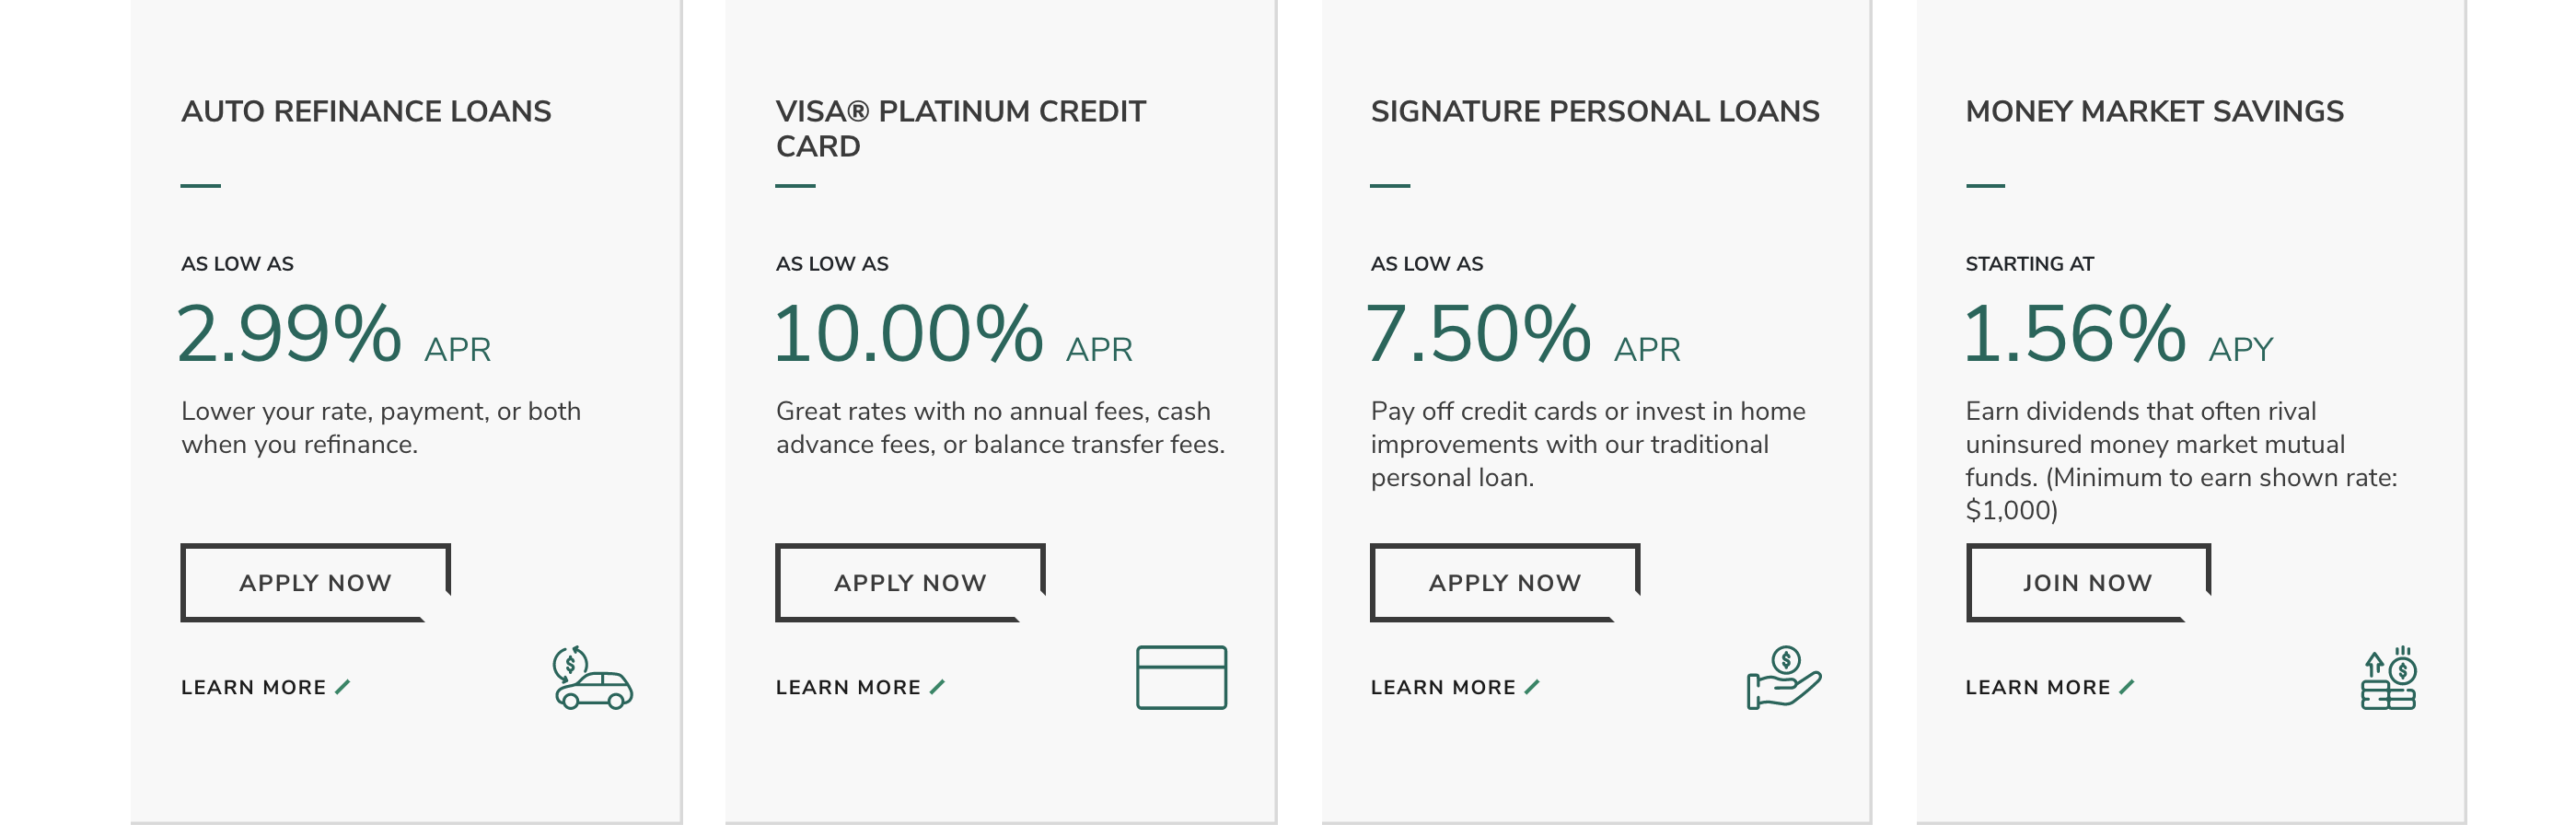 AUTO REFINANCE LOANS
AS LOW AS
2.99% APR
Lower your rate, payment, or both
when you refinance.
APPLY NOW
LEARN MORE
$
VISA® PLATINUM CREDIT
CARD
AS LOW AS
10.00% APR
Great rates with no annual fees, cash
advance fees, or balance transfer fees.
APPLY NOW
LEARN MORE
SIGNATURE PERSONAL LOANS
AS LOW AS
7.50% APR
Pay off credit cards or invest in home
improvements with our traditional
personal loan.
APPLY NOW
LEARN MORE
$
MONEY MARKET SAVINGS
STARTING AT
1.56% APY
Earn dividends that often rival
uninsured money market mutual
funds. (Minimum to earn shown rate:
$1,000)
JOIN NOW
LEARN MORE
$